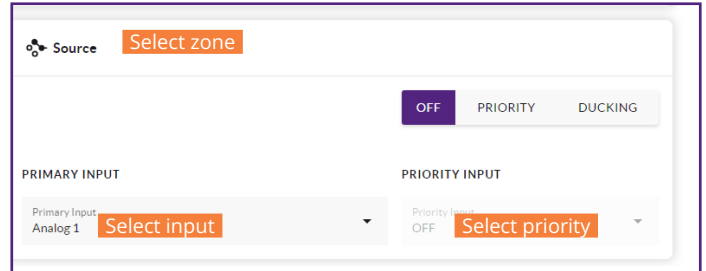 Source Select zone
OFF PRIORITY DUCKING
PRIMARY INPUT PRIORITY INPUT
Primary Input Priority Input
Analog 1 Select input OFF Select priority